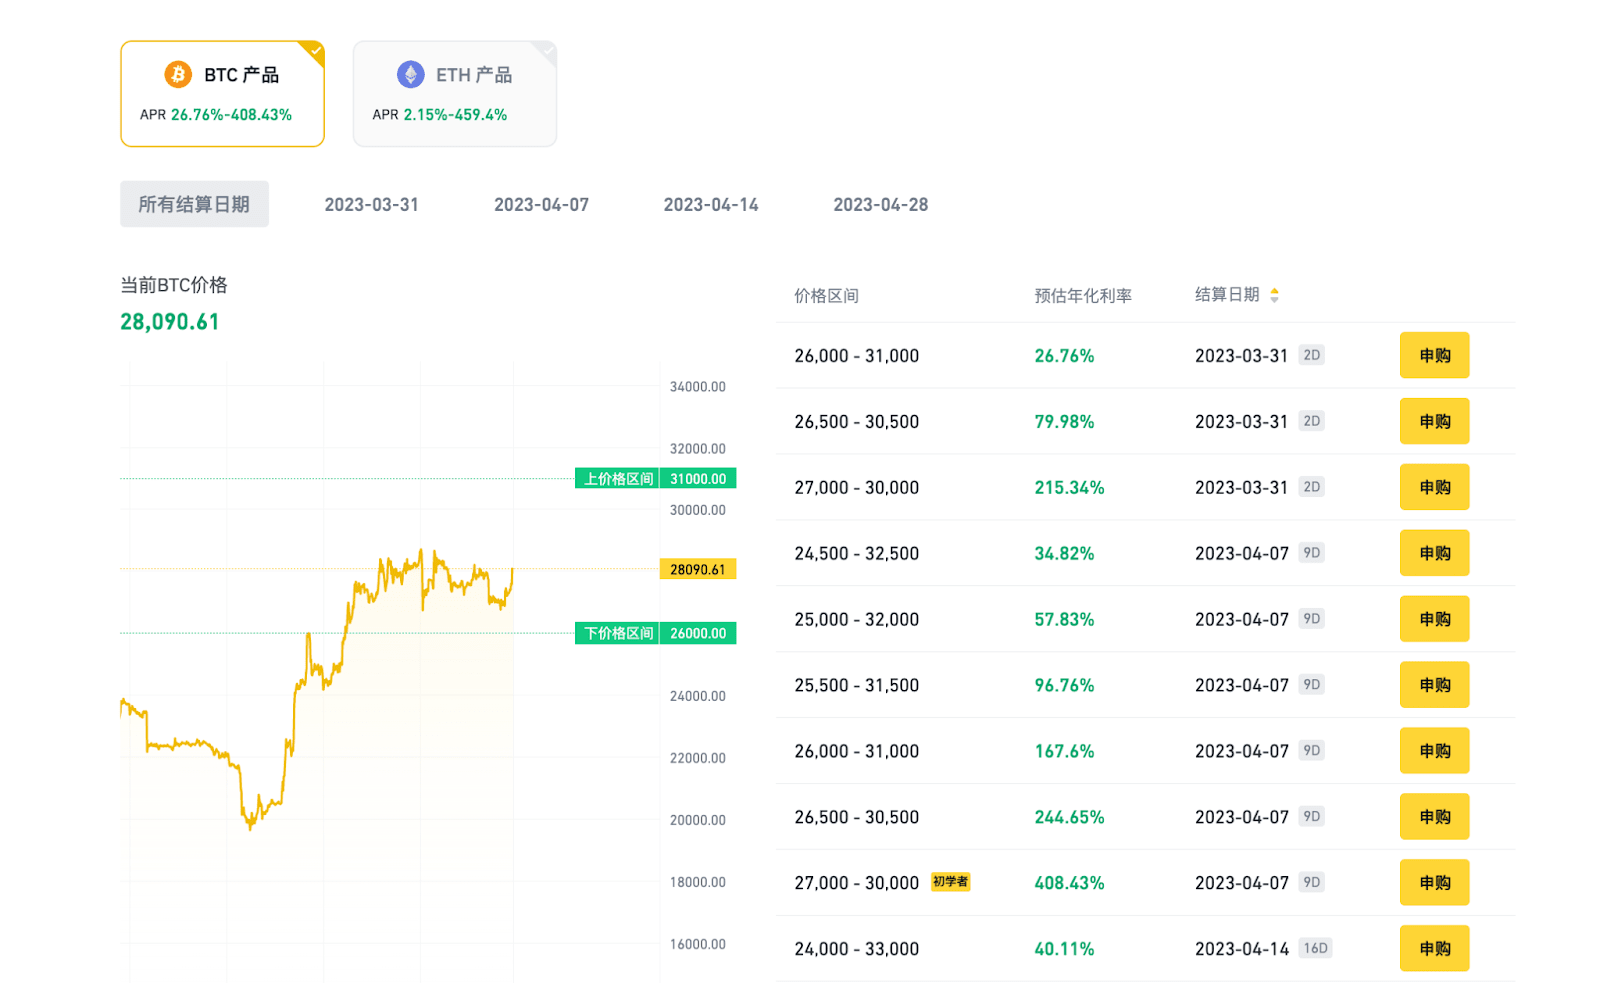 BTC 产品
APR 26.76%-408.43%
ETH 产品
APR 2.15%-459.4%
所有结算日期 2023-03-31 2023-04-07 2023-04-14 2023-04-28
当前BTC价格
28,090.61
34000.00
32000.00
上价格区间 31000.00
30000.00
28090.61
下价格区间 26000.00
24000.00
22000.00
20000.00
18000.00
16000.00
价格区间 预估年化利率 结算日期
26,000 - 31,000 26.76% 2023-03-31 2D 申购
26,500 - 30,500 79.98% 2023-03-31 2D 申购
27,000 - 30,000 215.34% 2023-03-31 2D 申购
24,500 - 32,500 34.82% 2023-04-07 9D 申购
25,000 - 32,000 57.83% 2023-04-07 9D 申购
25,500 - 31,500 96.76% 2023-04-07 9D 申购
26,000 - 31,000 167.6% 2023-04-07 9D 申购
26,500 - 30,500 244.65% 2023-04-07 9D 申购
27,000 - 30,000 初学者 408.43% 2023-04-07 9D 申购
24,000 - 33,000 40.11% 2023-04-14 16D 申购